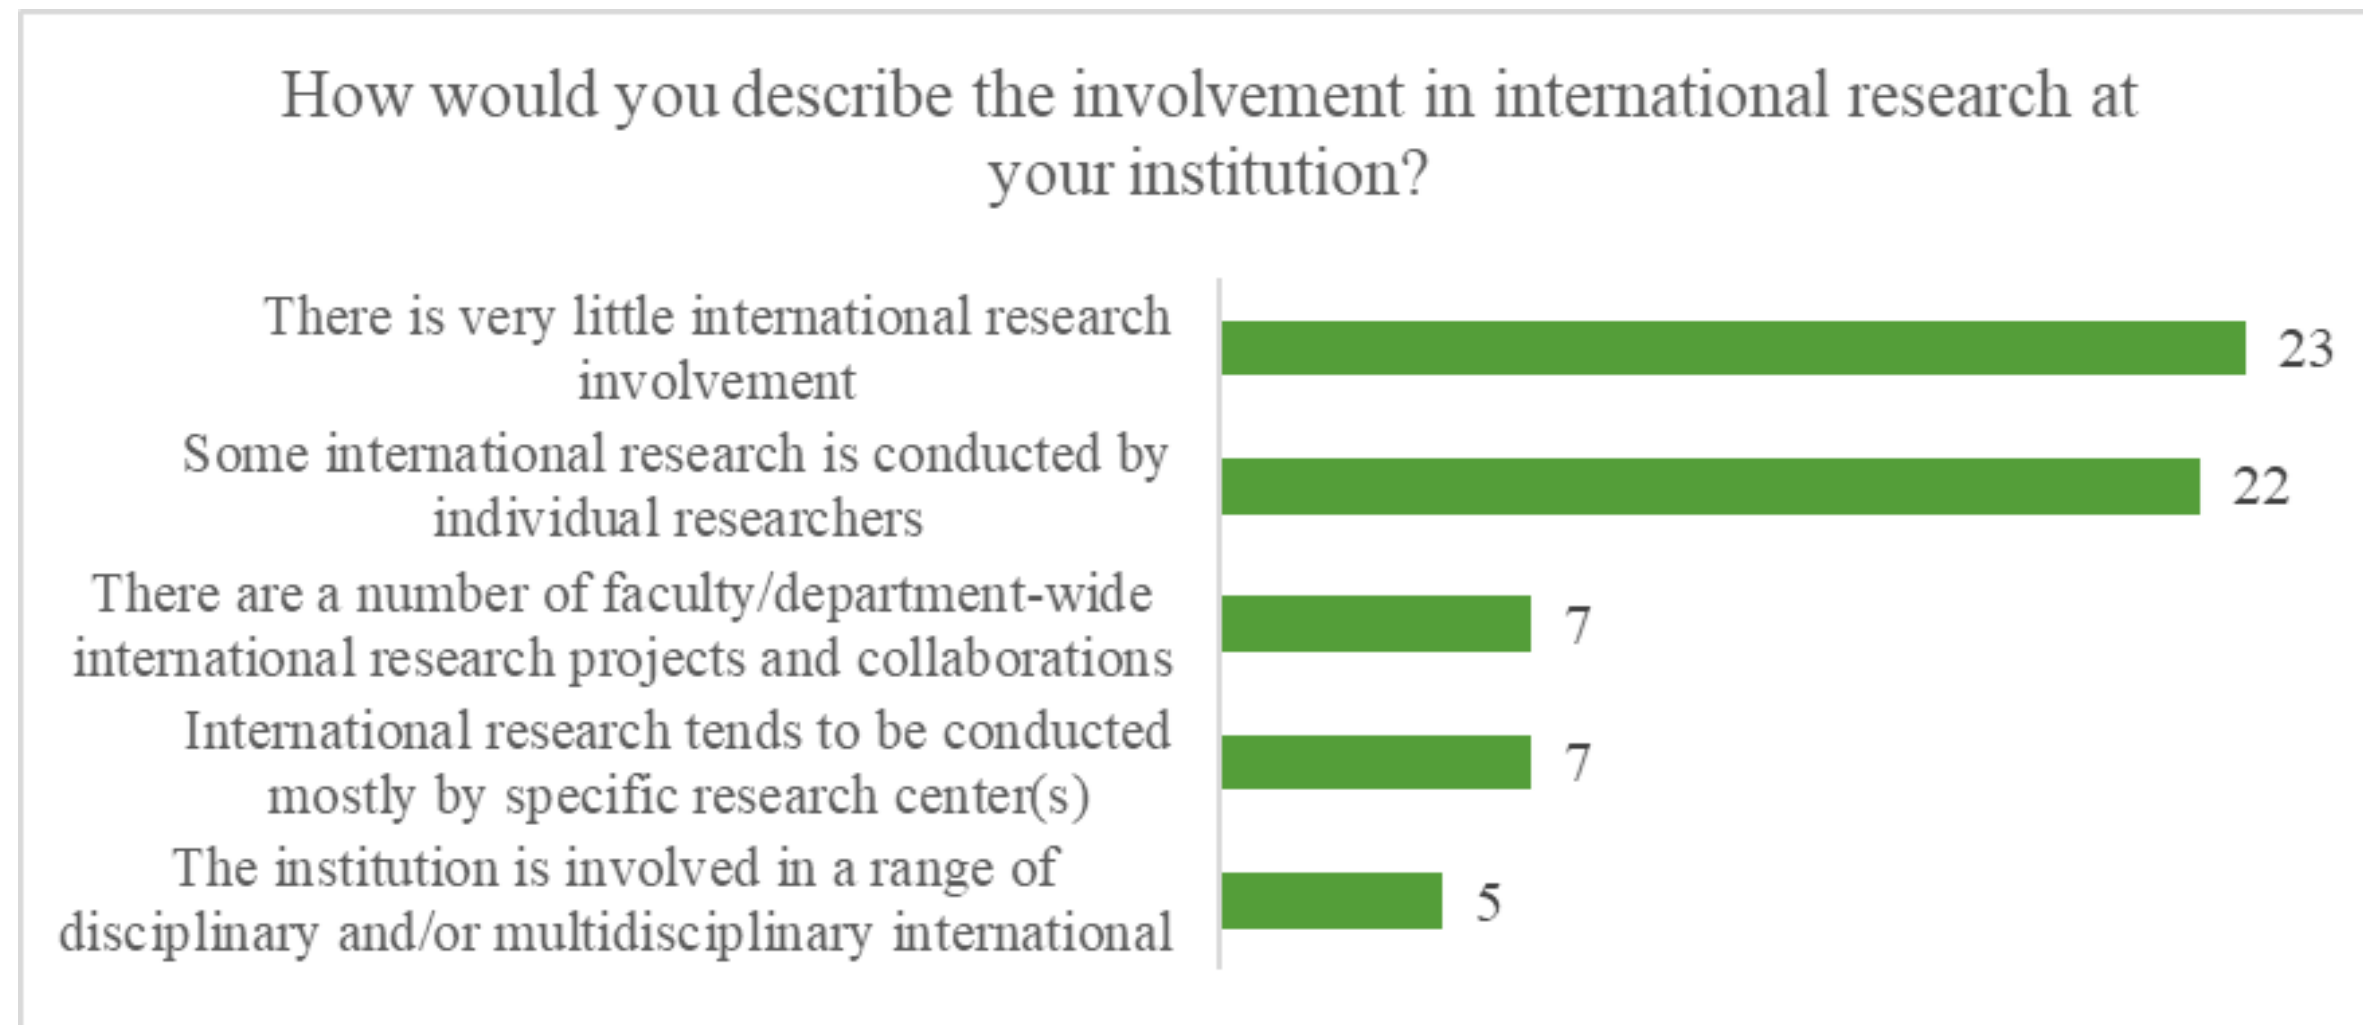 How would you describe the involvement in international research at
your institution?
There is very little international research
involvement
23
Some international research is conducted by
individual researchers
22
There are a number of faculty/department-wide
international research projects and collaborations
7
International research tends to be conducted
mostly by specific research center(s)
7
The institution is involved in a range of
disciplinary and/or multidisciplinary international
5